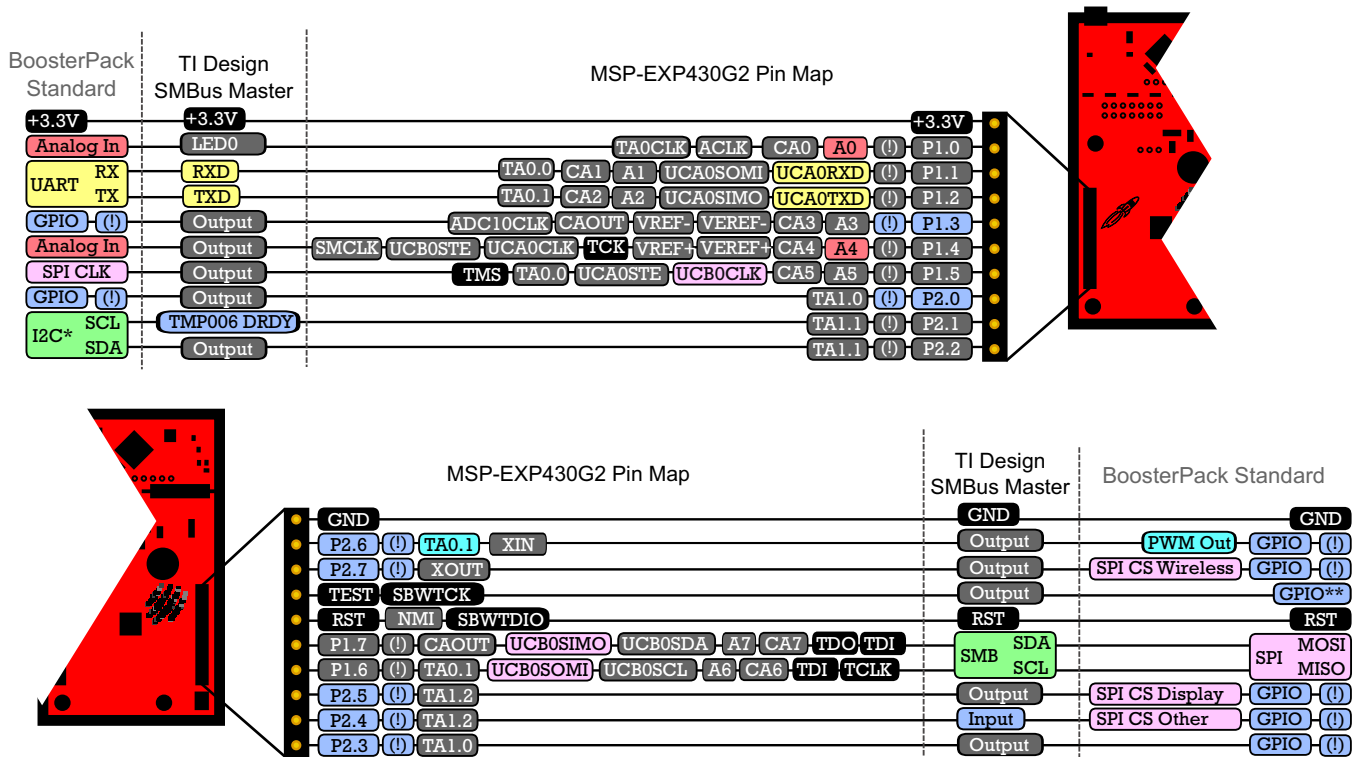 BoosterPack Standard
TI Design SMBus Master
MSP-EXP430G2 Pin Map
+3.3V +3.3V +3.3V
Analog In LED0 TA0CLK ACLK CA0 A0 (!) P1.0
UART RX RXD TA0.0 CA1 A1 UCA0SOMI UCA0RXD (!) P1.1
TX TXD TA0.1 CA2 A2 UCA0SIMO UCA0TXD (!) P1.2
GPIO (!) Output ADC10CLK CAOUT VREF- VEREF- CA3 A3 (!) P1.3
Analog In Output SMCLK UCB0STE UCA0CLK TCK VREF+ VEREF+ CA4 A4 (!) P1.4
SPI CLK Output TMS TA0.0 UCA0STE UCB0CLK CA5 A5 (!) P1.5
GPIO (!) Output TA1.0 (!) P2.0
I2C* SCL TMP006 DRDY TA1.1 (!) P2.1
SDA Output TA1.1 (!) P2.2
MSP-EXP430G2 Pin Map
TI Design SMBus Master
BoosterPack Standard
GND GND GND
P2.6 (!) TA0.1 XIN Output PWM Out GPIO (!)
P2.7 (!) XOUT Output SPI CS Wireless GPIO (!)
TEST SBWTCK Output GPIO**
RST NMI SBWTDIO RST RST
P1.7 (!) CAOUT UCB0SIMO UCB0SDA A7 CA7 TDO TDI SMB SDA SPI MOSI
P1.6 (!) TA0.1 UCB0SOMI UCB0SCL A6 CA6 TDI TCLK SCL MISO
P2.5 (!) TA1.2 Output SPI CS Display GPIO (!)
P2.4 (!) TA1.2 Input SPI CS Other GPIO (!)
P2.3 (!) TA1.0 Output GPIO (!)